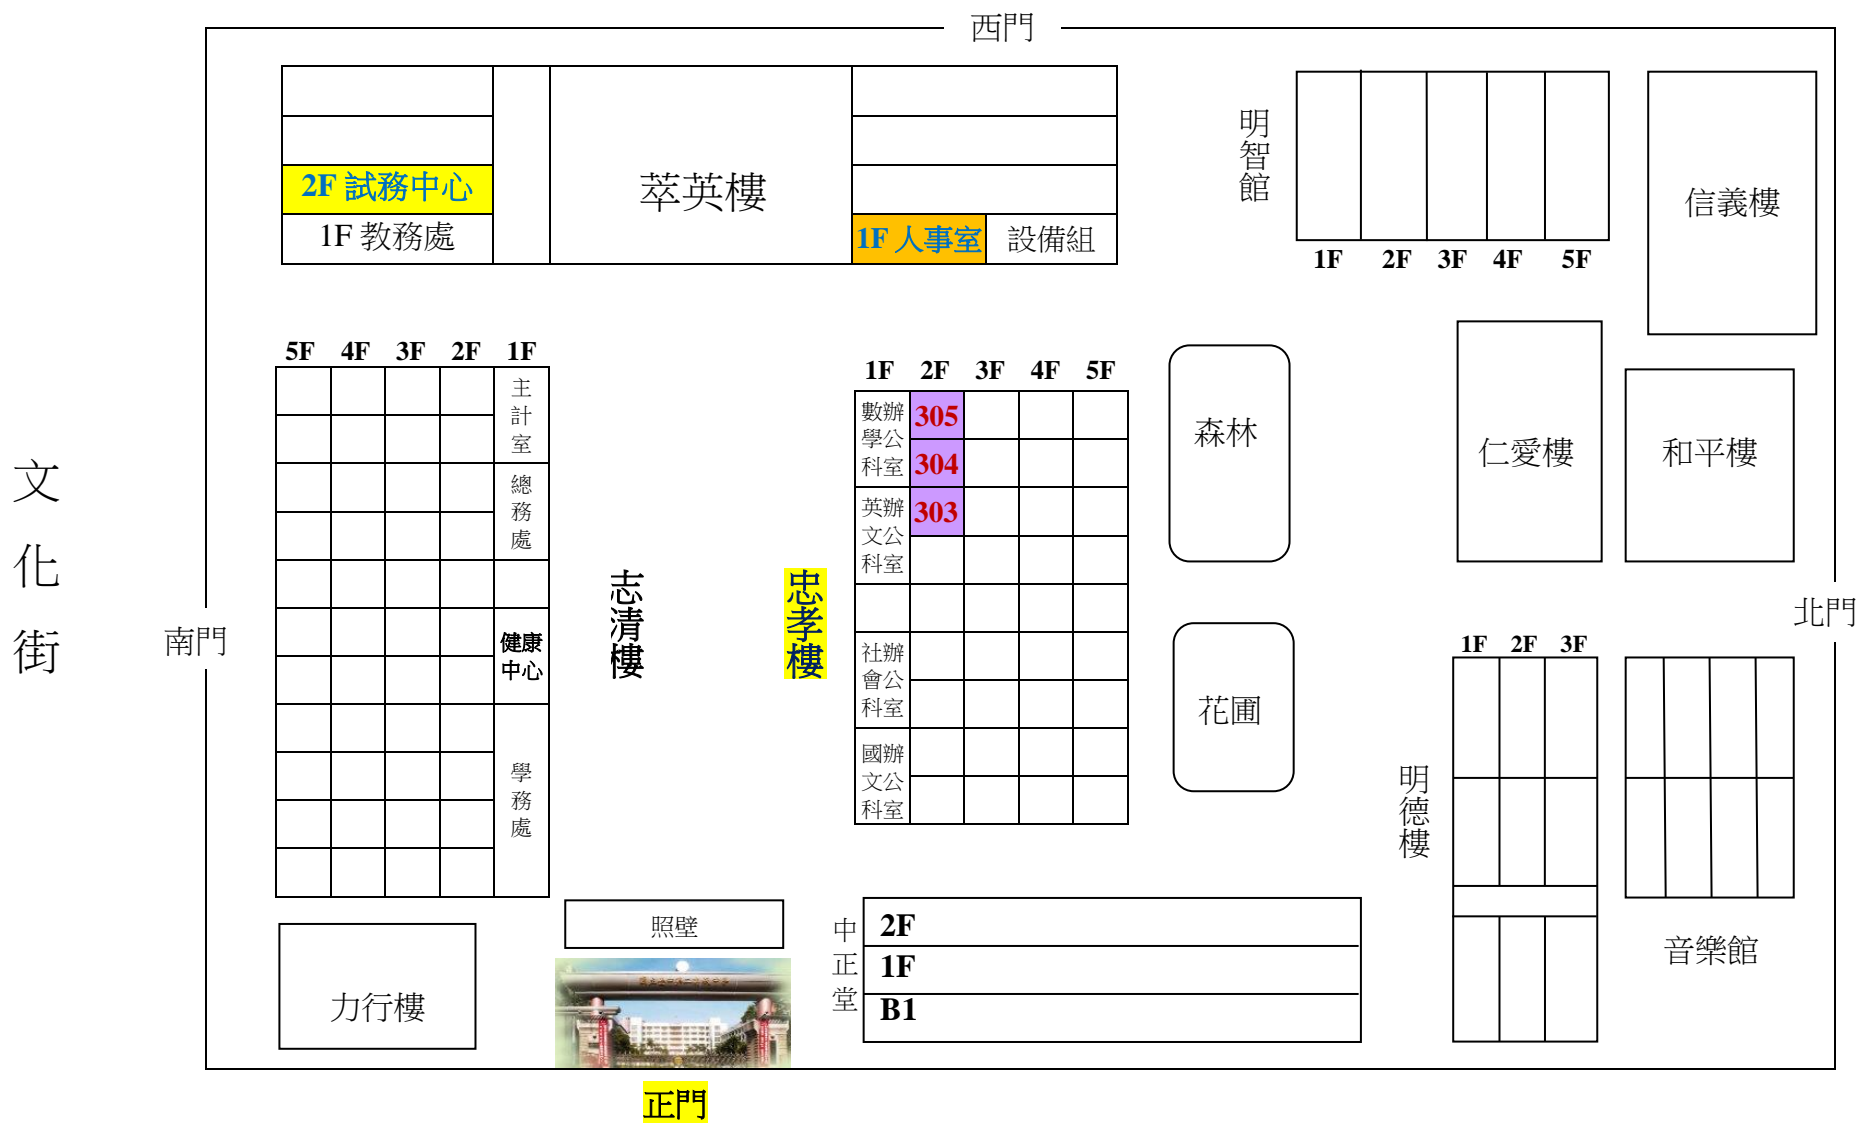 西門
明智館
2F 試務中心
萃英樓
信義樓
1F 教務處
1F 人事室
設備組
1F 2F 3F 4F 5F
5F 4F 3F 2F 1F
1F 2F 3F 4F 5F
主計室
數學科辦公室
305
森林
仁愛樓
和平樓
304
文化街
總務處
英文科辦公室
303
志清樓
忠孝樓
南門
北門
健康
中心
社會科辦公室
1F 2F 3F
花圃
學務處
國文科辦公室
明德樓
照壁
中正堂
2F
1F
B1
音樂館
力行樓
正門